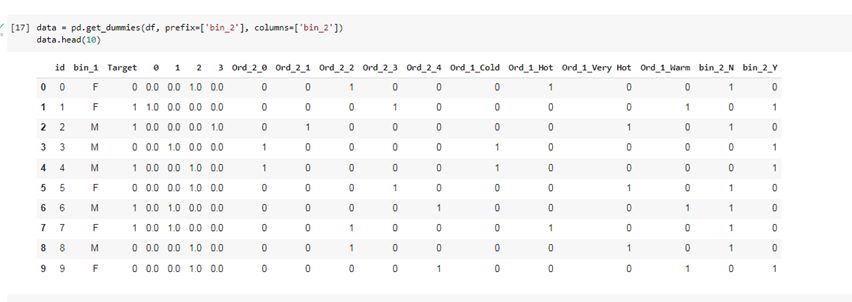 [17] data = pd.get_dummies(df, prefix=['bin_2'], columns=['bin_2'])
data.head(10)
id bin_1 Target 0 1 2 3 Ord_2_0 Ord_2_1 Ord_2_2 Ord_2_3 Ord_2_4 Ord_1_Cold Ord_1_Hot Ord_1_Very Hot Ord_1_Warm bin_2_N bin_2_Y
0 0 F 0 0.0 0.0 1.0 0.0 0 0 1 0 0 0 1 0 0 1 0
1 1 F 1 1.0 0.0 0.0 0.0 0 0 0 1 0 0 0 0 1 0 1
2 2 M 1 0.0 0.0 0.0 1.0 0 1 0 0 0 0 0 1 0 1 0
3 3 M 0 0.0 1.0 0.0 0.0 1 0 0 0 0 1 0 0 0 0 1
4 4 M 1 0.0 0.0 1.0 0.0 1 0 0 0 0 1 0 0 0 0 1
5 5 F 0 0.0 0.0 1.0 0.0 0 0 0 1 0 0 0 1 0 1 0
6 6 M 1 0.0 1.0 0.0 0.0 0 0 0 0 1 0 0 0 1 1 0
7 7 F 1 0.0 1.0 0.0 0.0 0 0 1 0 0 0 1 0 0 1 0
8 8 M 0 0.0 0.0 1.0 0.0 0 0 1 0 0 0 0 1 0 1 0
9 9 F 0 0.0 0.0 1.0 0.0 0 0 0 0 1 0 0 0 1 0 1